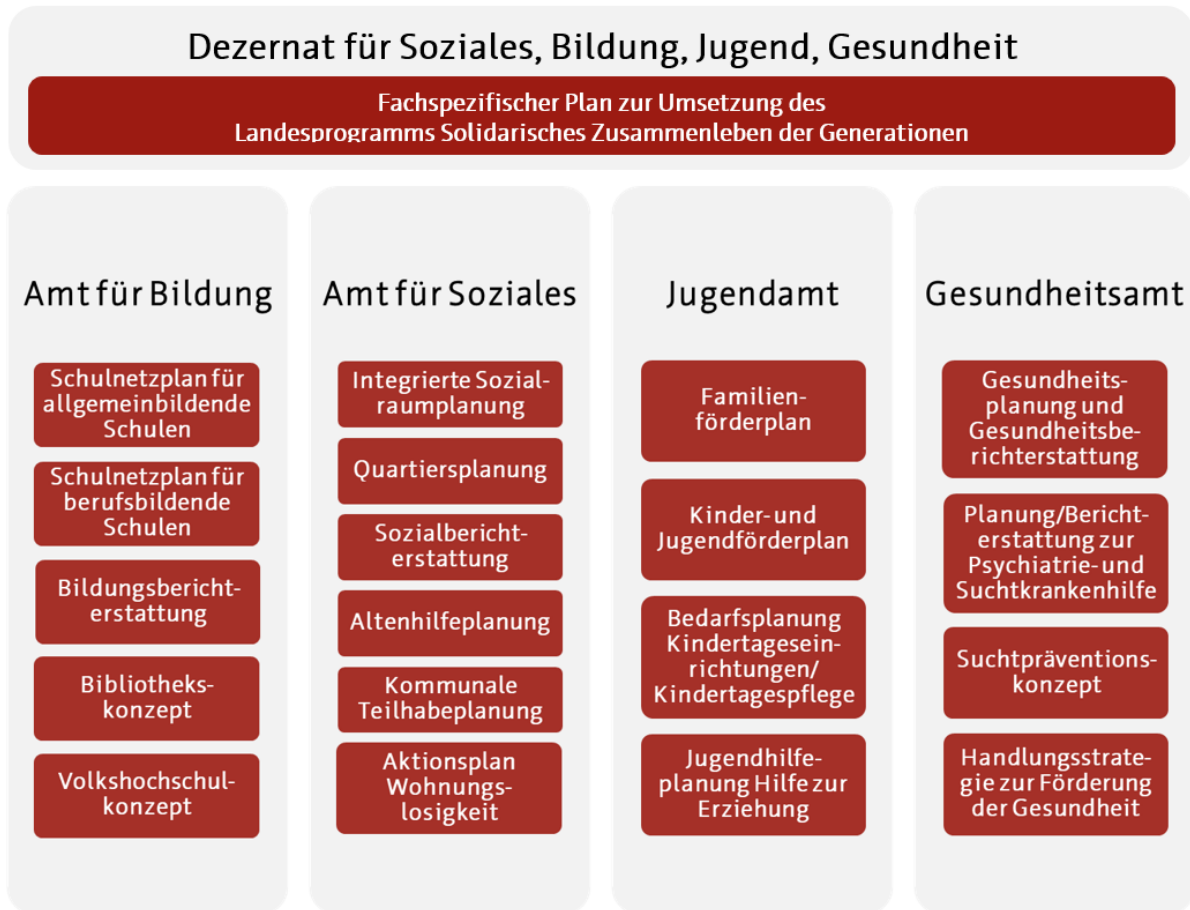 Dezernat für Soziales, Bildung, Jugend, Gesundheit
Fachspezifischer Plan zur Umsetzung des
Landesprogramms Solidarisches Zusammenleben der Generationen
Amt für Bildung
Schulnetzplan für
allgemeinbildende
Schulen
Schulnetzplan für
berufsbildende
Schulen
Bildungsbericht-
erstattung
Bibliotheks-
konzept
Volkshochschul-
konzept
Amt für Soziales
Integrierte Sozial-
raumplanung
Quartiersplanung
Sozialbericht-
erstattung
Altenhilfeplanung
Kommunale
Teilhabeplanung
Aktionsplan
Wohnungs-
losigkeit
Jugendamt
Familien-
förderplan
Kinder- und
Jugendförderplan
Bedarfsplanung
Kindertagesein-
richtungen/
Kindertagespflege
Jugendhilfe-
planung Hilfe zur
Erziehung
Gesundheitsamt
Gesundheits-
planung und
Gesundheitsbe-
richterstattung
Planung/Bericht-
erstattung zur
Psychiatrie- und
Suchtkrankenhilfe
Suchtpräventions-
konzept
Handlungsstrate-
gie zur Förderung
der Gesundheit